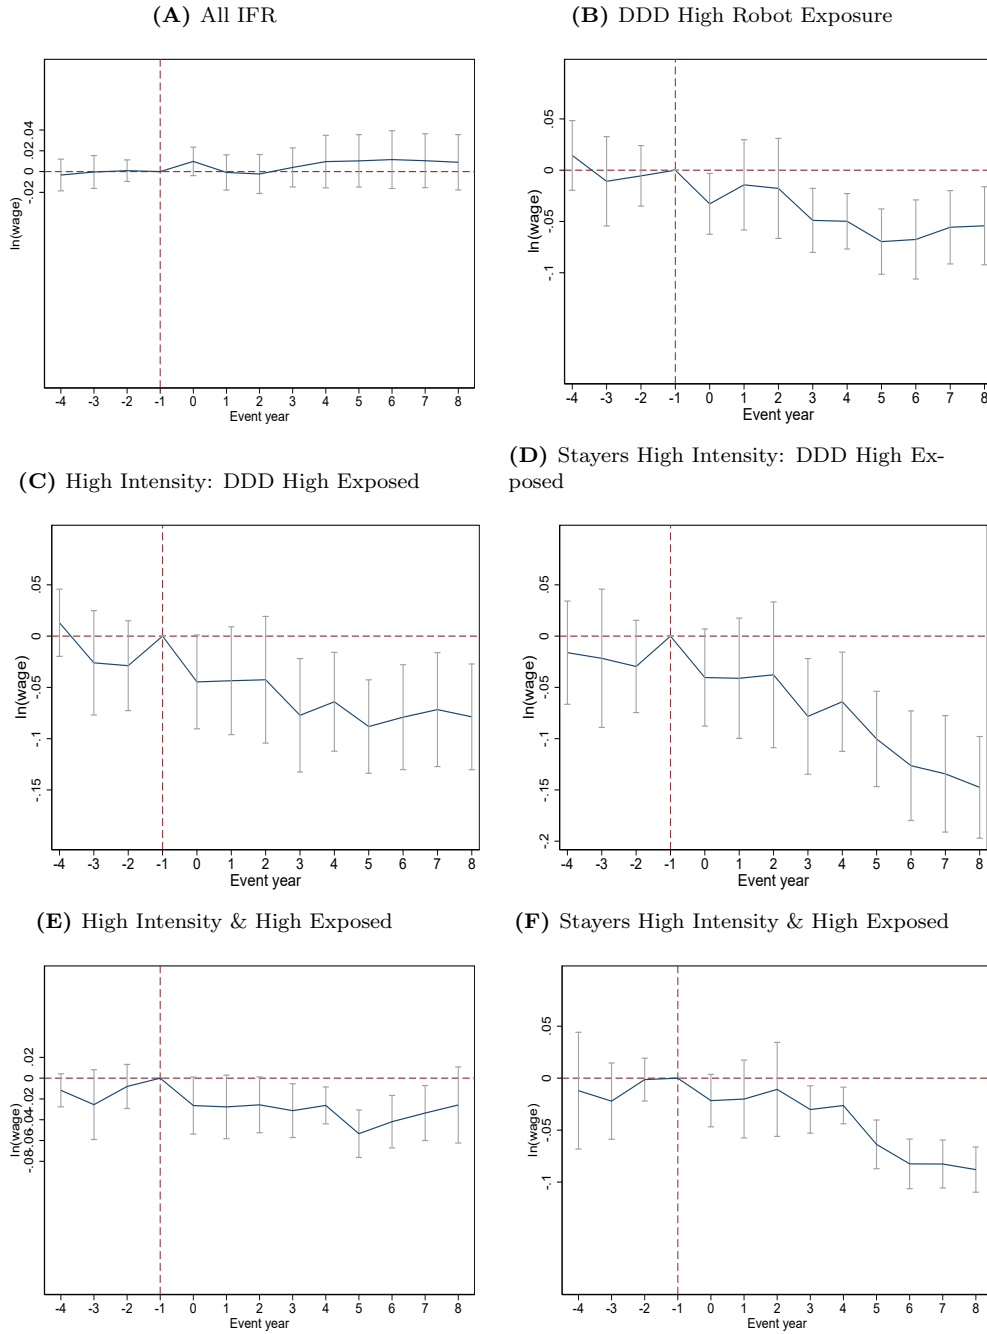 (A) All IFR
ln(wage)
.02.04
0
-.02
-4 -3 -2 -1 0 1 2 3 4 5 6 7 8
Event year
(B) DDD High Robot Exposure
ln(wage)
.05
0
-.05
-.1
-4 -3 -2 -1 0 1 2 3 4 5 6 7 8
Event year
(C) High Intensity: DDD High Exposed
ln(wage)
.05
0
-.05
-.1
-.15
-4 -3 -2 -1 0 1 2 3 4 5 6 7 8
Event year
(D) Stayers High Intensity: DDD High Ex-
posed
ln(wage)
.05
0
-.05
-.1
-.15
-.2
-4 -3 -2 -1 0 1 2 3 4 5 6 7 8
Event year
(E) High Intensity & High Exposed
ln(wage)
.02
0
-.08-.06-.04-.02
-4 -3 -2 -1 0 1 2 3 4 5 6 7 8
Event year
(F) Stayers High Intensity & High Exposed
ln(wage)
.05
0
-.05
-.1
-4 -3 -2 -1 0 1 2 3 4 5 6 7 8
Event year